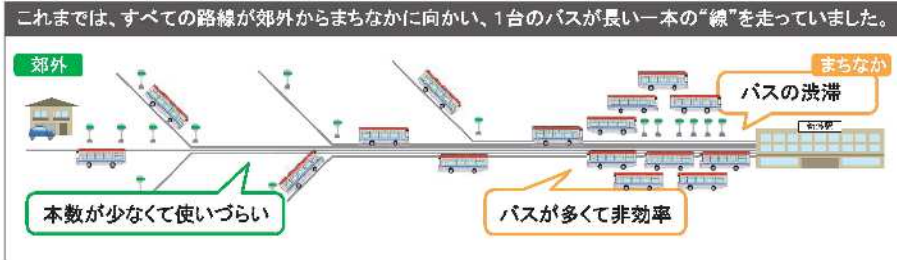 これまでは、すべての路線が郊外からまちなかに向かい、1台のバスが長い一本の“線”を走っていました。
郊外
まちなか
バスの渋滞
本数が少なくて使いづらい
バスが多くて非効率